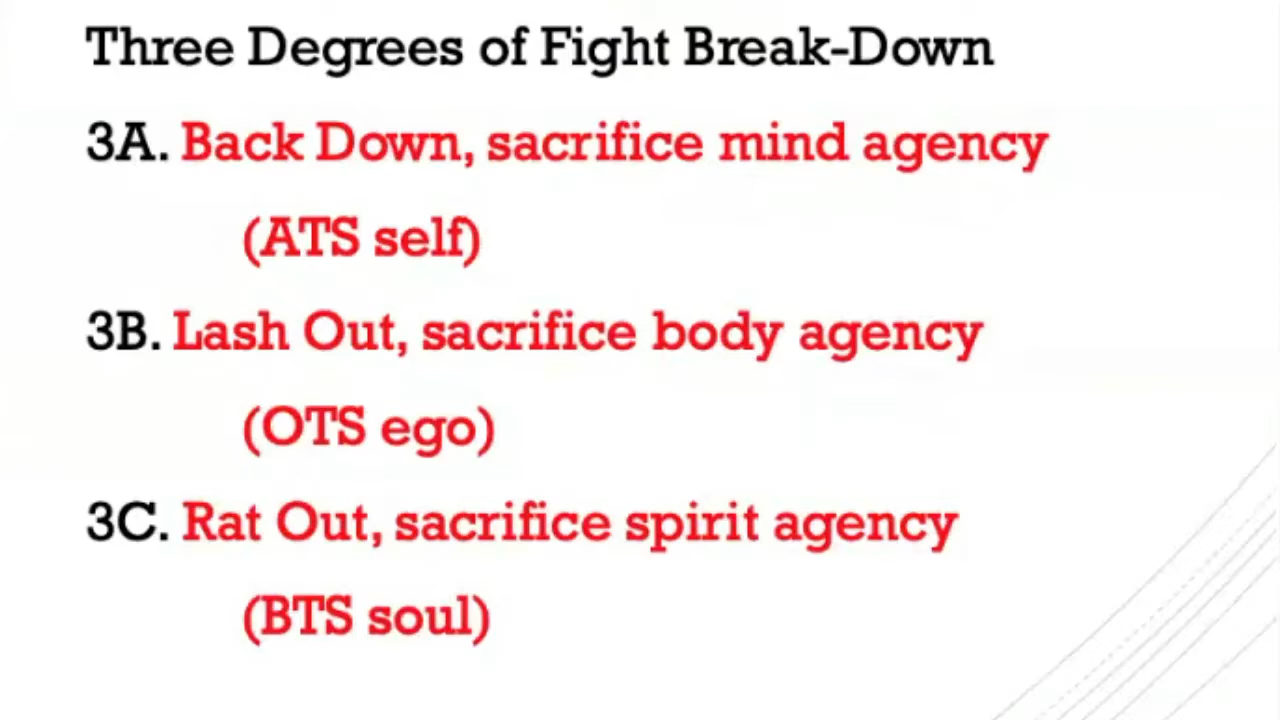 Three Degrees of Fight Break-Down
3A. Back Down, sacrifice mind agency
(ATS self)
3B. Lash Out, sacrifice body agency
(OTS ego)
3C. Rat Out, sacrifice spirit agency
(BTS soul)